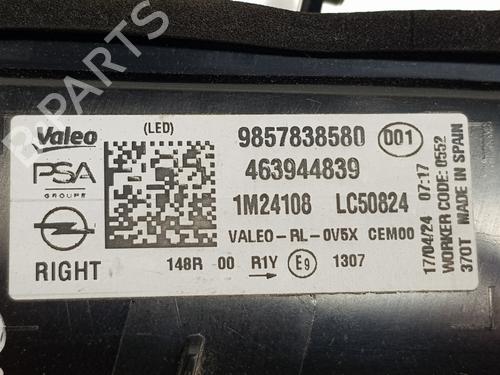 Valeo
(LED)
9857838580 001
PSA
GROUPE
463944839
1M24108 LC50824
VALEO-RL-0V5X CEM00
RIGHT
148R 00 R1Y E9 1307
17/04/24 07:17
WORKER CODE: 0552
370T MADE IN SPAIN